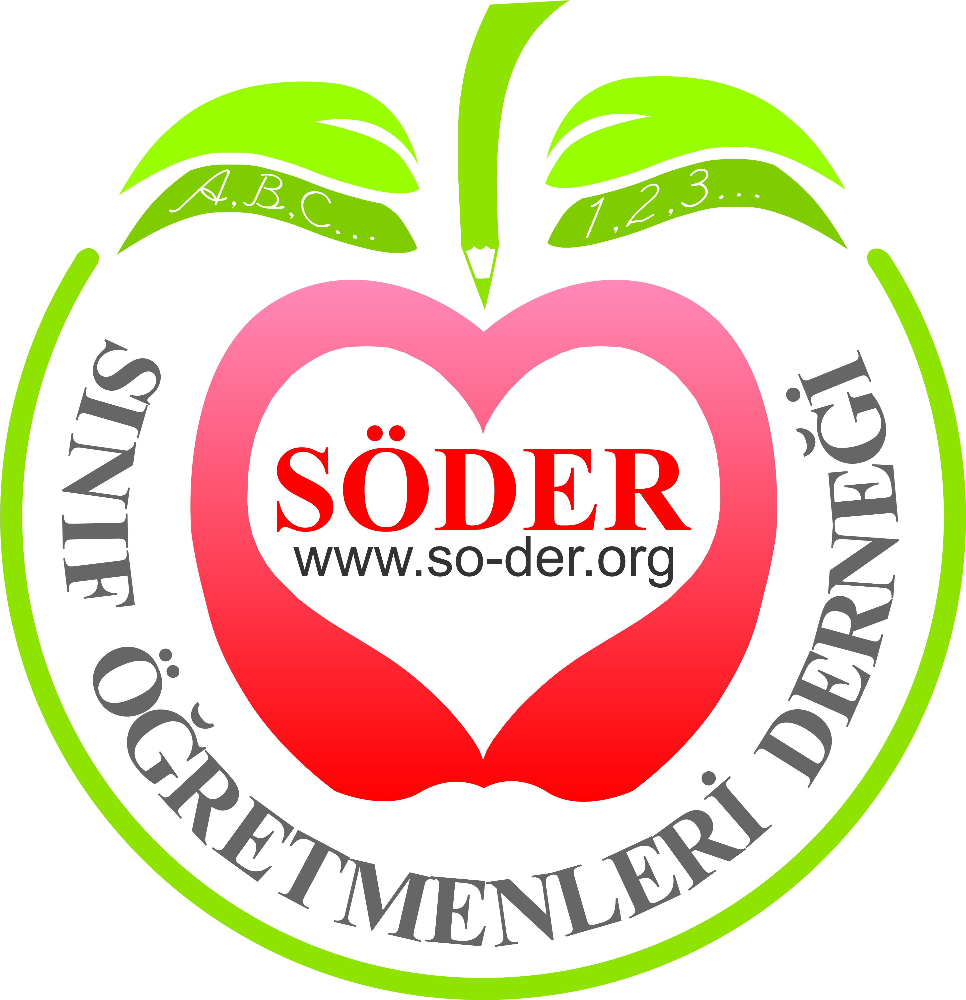 A,B,C....
1,2,3....
SÖDER
www.so-der.org
SINIF ÖĞRETMENLERİ DERNEĞİ